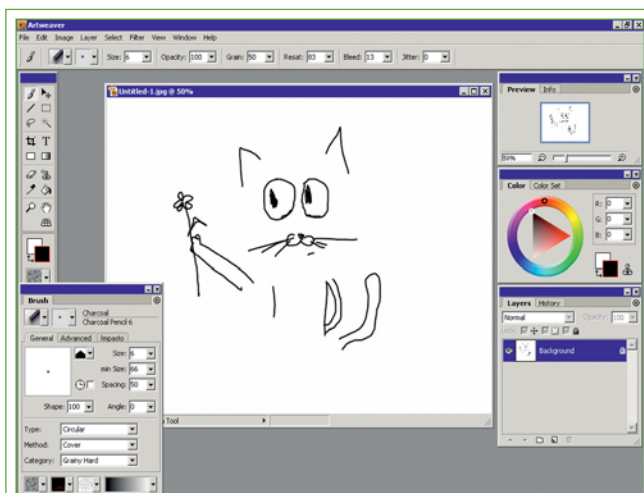 Artweaver
File Edit Image Layer Select Filter View Window Help
Size: 6 Opacity: 100 Grain: 50 Resat: 83 Bleed: 13 Jitter: 0
Untitled-1.jpg @ 50%
Preview Info
Color Color Set
R: 0
G: 0
B: 0
Layers History
Normal Opacity: 100
Lock:
Background
Brush
Charcoal
Charcoal Pencil 6
General Advanced Impasto
Size: 6
min Size: 66
Spacing: 50
Shape: 100 Angle: 0
Type: Circular
Method: Cover
Category: Grainy Hard
Tool